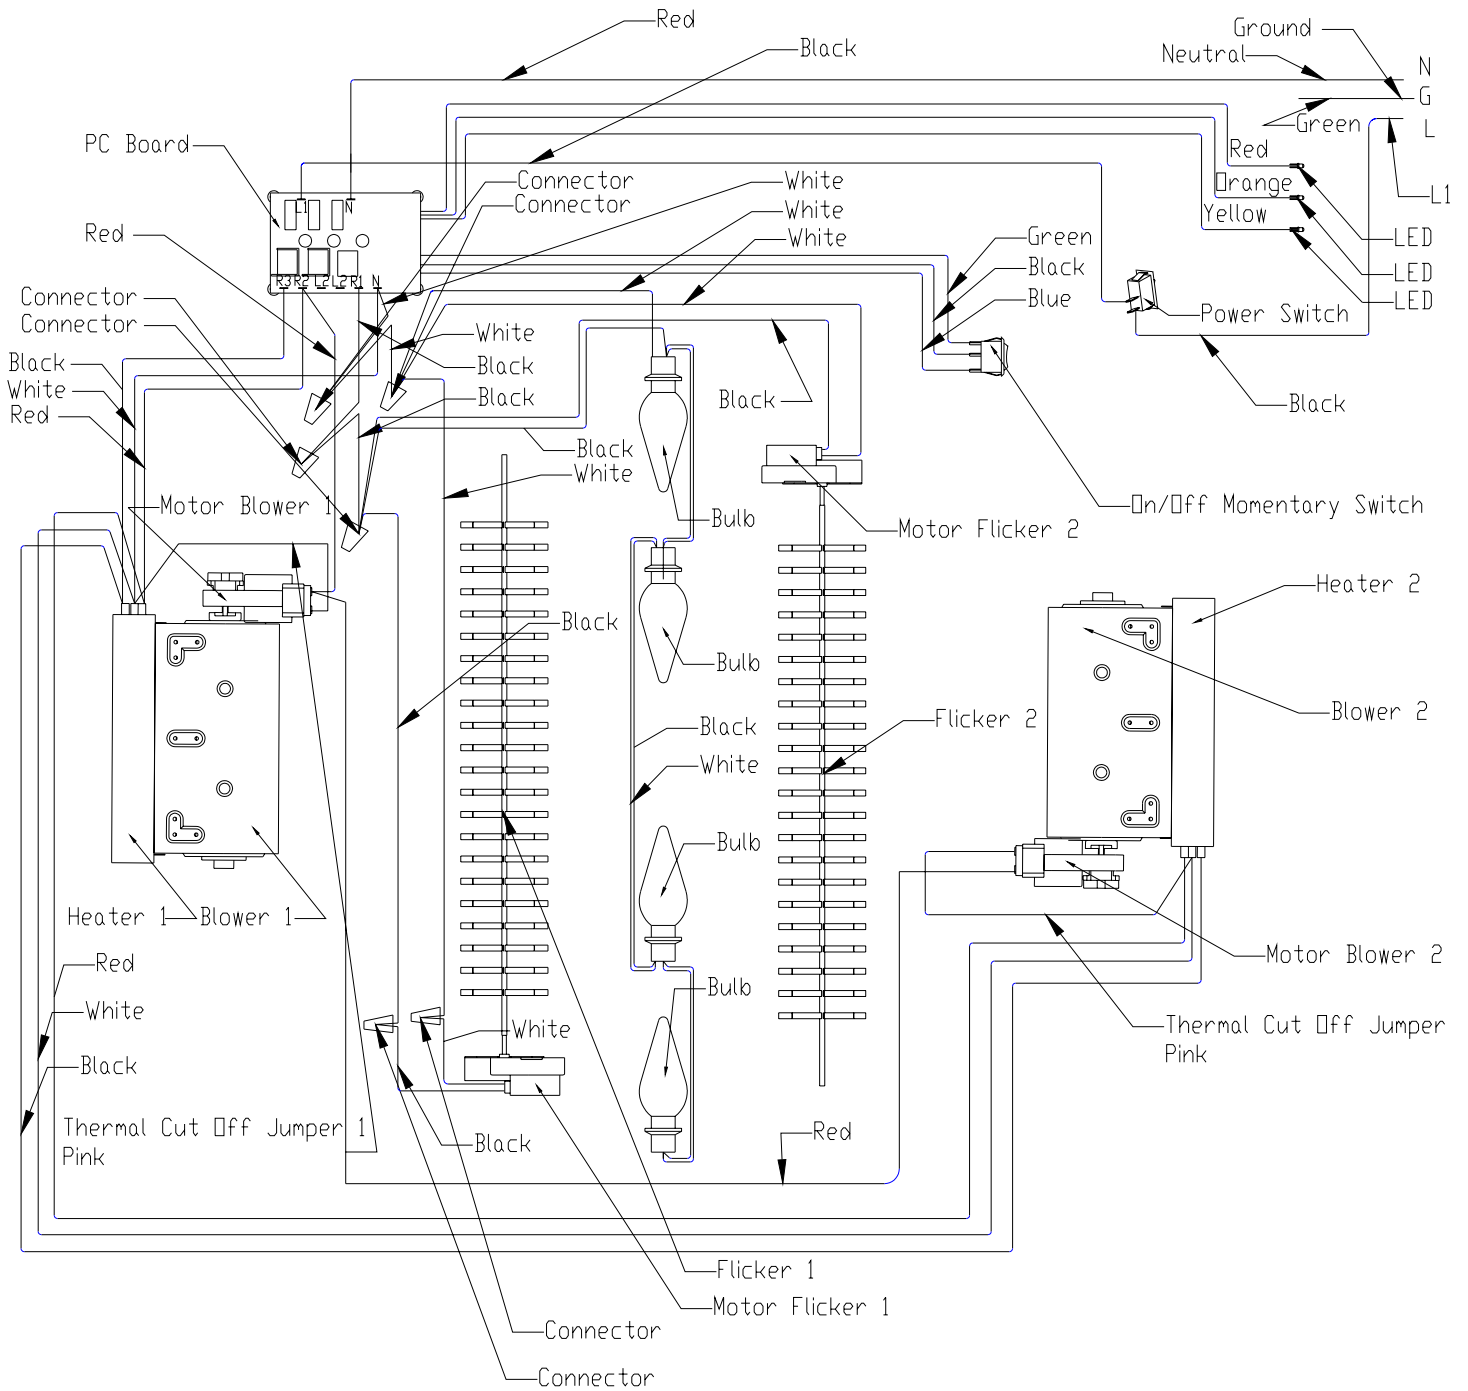 Red
Black
Ground
Neutral
N
G
Green
L
PC Board
Red
Connector
White
Orange
L1
Connector
White
Yellow
L1
N
LED
Red
White
Green
Black
LED
R3 R2 L2 L2 R1 N
Connector
Blue
LED
Connector
Power Switch
White
Black
Black
White
Black
Black
Black
Red
Black
White
Motor Blower 1
On/Off Momentary Switch
Bulb
Motor Flicker 2
Heater 2
Black
Bulb
Flicker 2
Blower 2
Black
White
Bulb
Heater 1
Blower 1
Motor Blower 2
Red
Bulb
White
White
Thermal Cut Off Jumper
Pink
Black
Thermal Cut Off Jumper 1
Pink
Black
Red
Flicker 1
Motor Flicker 1
Connector
Connector